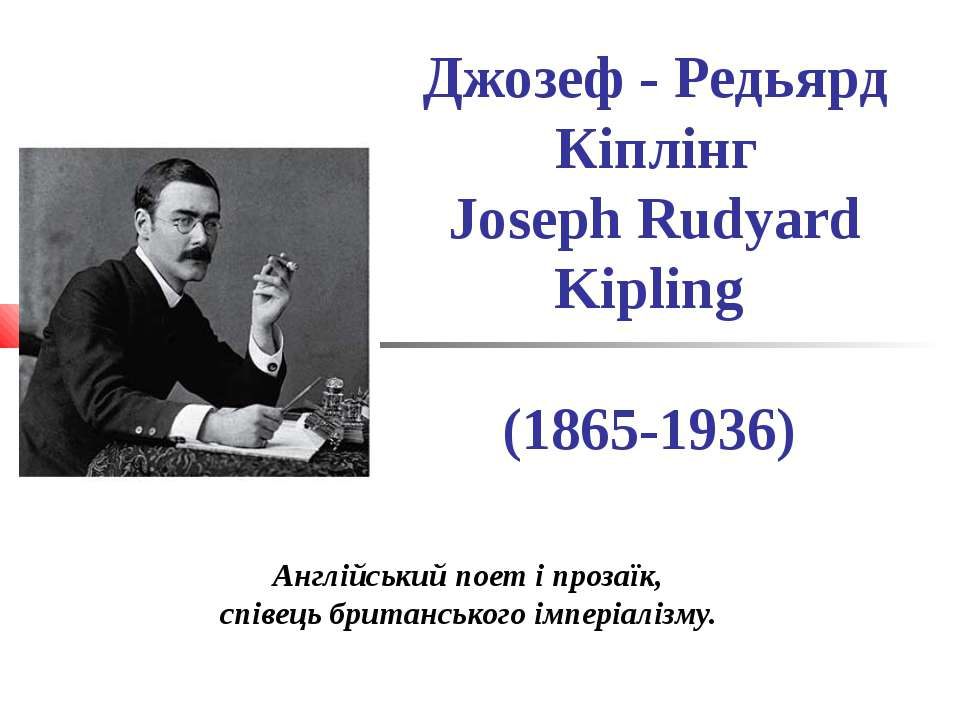 Джозеф - Редьярд
Кіплінг
Joseph Rudyard
Kipling
(1865-1936)
Англійський поет і прозаїк,
співець британського імперіалізму.